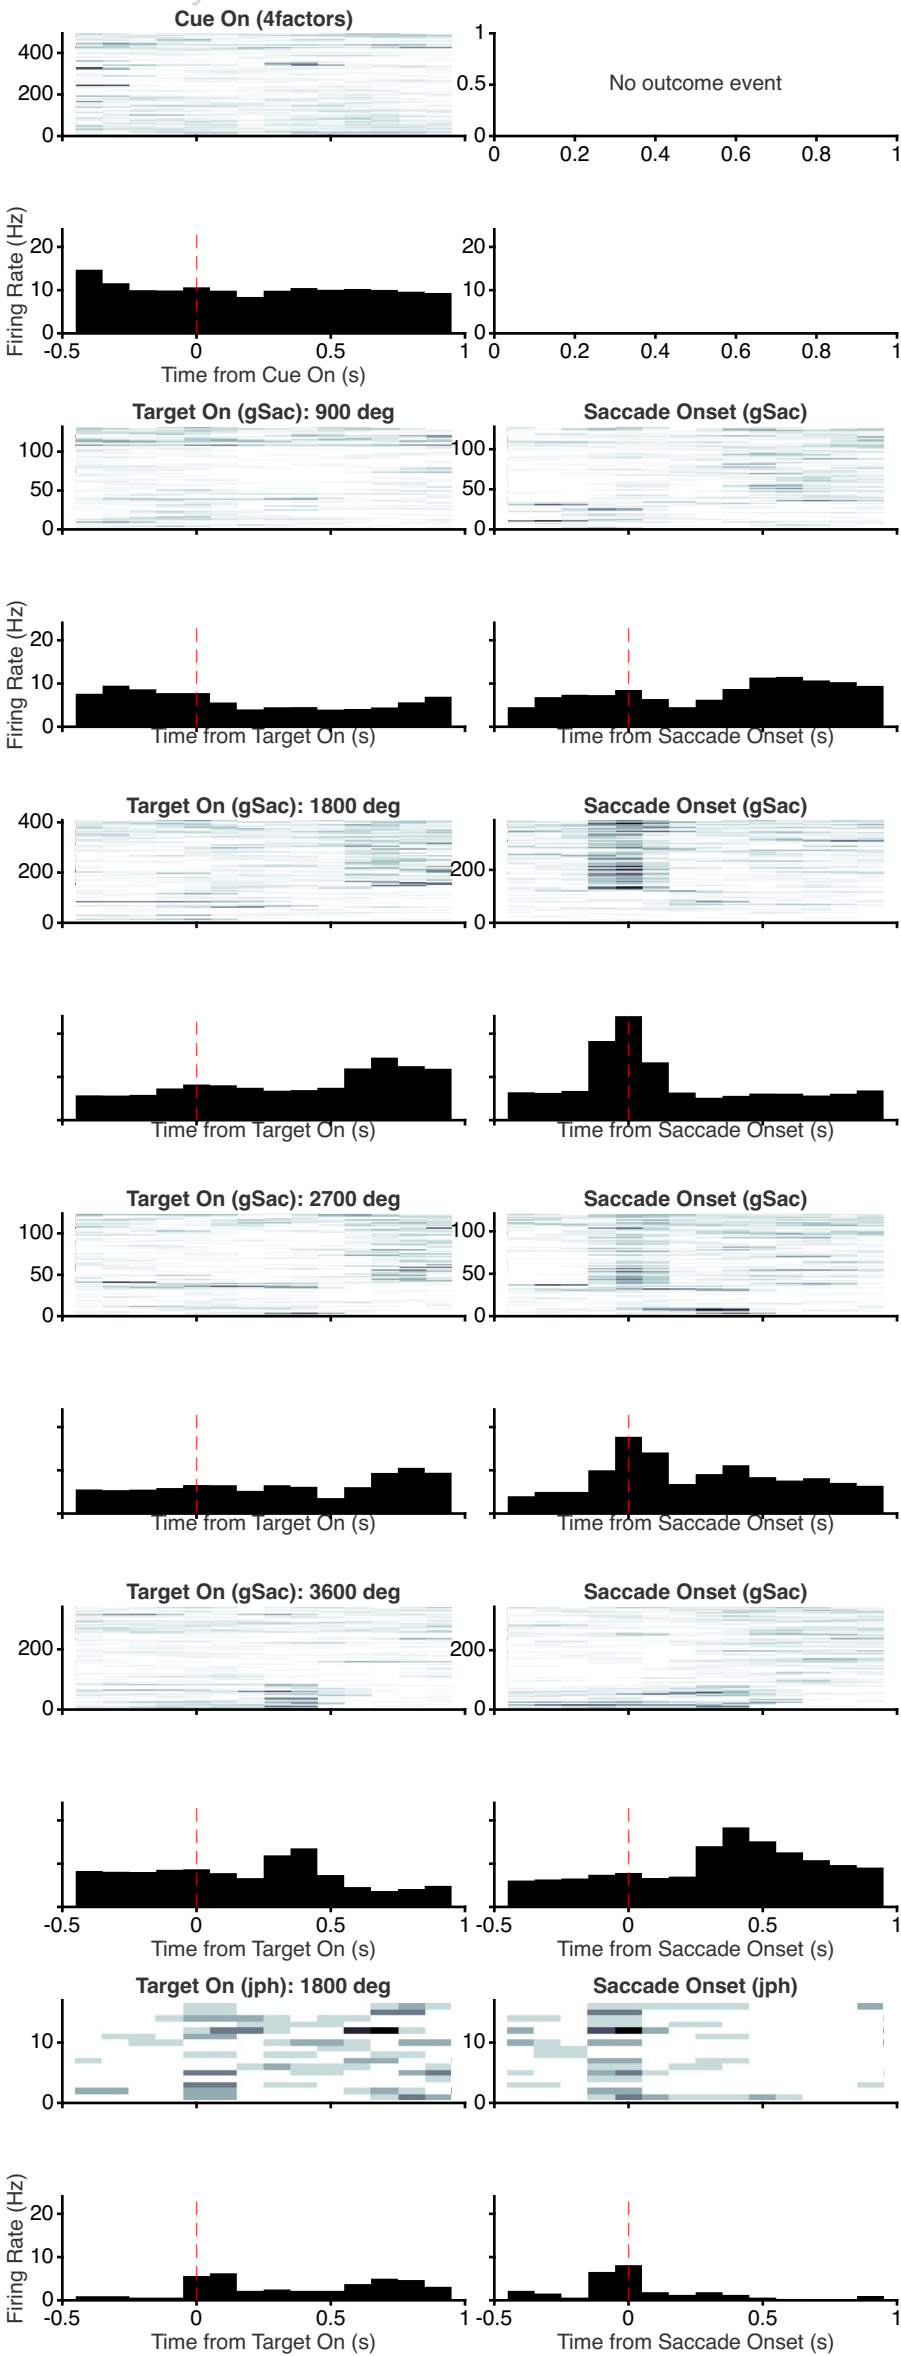 Cue On (4factors)
400
200
0
1
0.5
0
No outcome event
0 0.2 0.4 0.6 0.8 1
Firing Rate (Hz)
20
10
0
-0.5 0 0.5 1
Time from Cue On (s)
20
10
0
0 0.2 0.4 0.6 0.8 1
Target On (gSac): 900 deg
100
50
0
Saccade Onset (gSac)
100
50
0
Firing Rate (Hz)
20
10
0
Time from Target On (s)
Time from Saccade Onset (s)
Target On (gSac): 1800 deg
400
200
0
Saccade Onset (gSac)
200
0
Time from Target On (s)
Time from Saccade Onset (s)
Target On (gSac): 2700 deg
100
50
0
Saccade Onset (gSac)
100
50
0
Time from Target On (s)
Time from Saccade Onset (s)
Target On (gSac): 3600 deg
200
0
Saccade Onset (gSac)
200
0
-0.5 0 0.5 1
Time from Target On (s)
-0.5 0 0.5 1
Time from Saccade Onset (s)
Target On (jph): 1800 deg
10
0
Saccade Onset (jph)
10
0
Firing Rate (Hz)
20
10
0
-0.5 0 0.5 1
Time from Target On (s)
-0.5 0 0.5 1
Time from Saccade Onset (s)